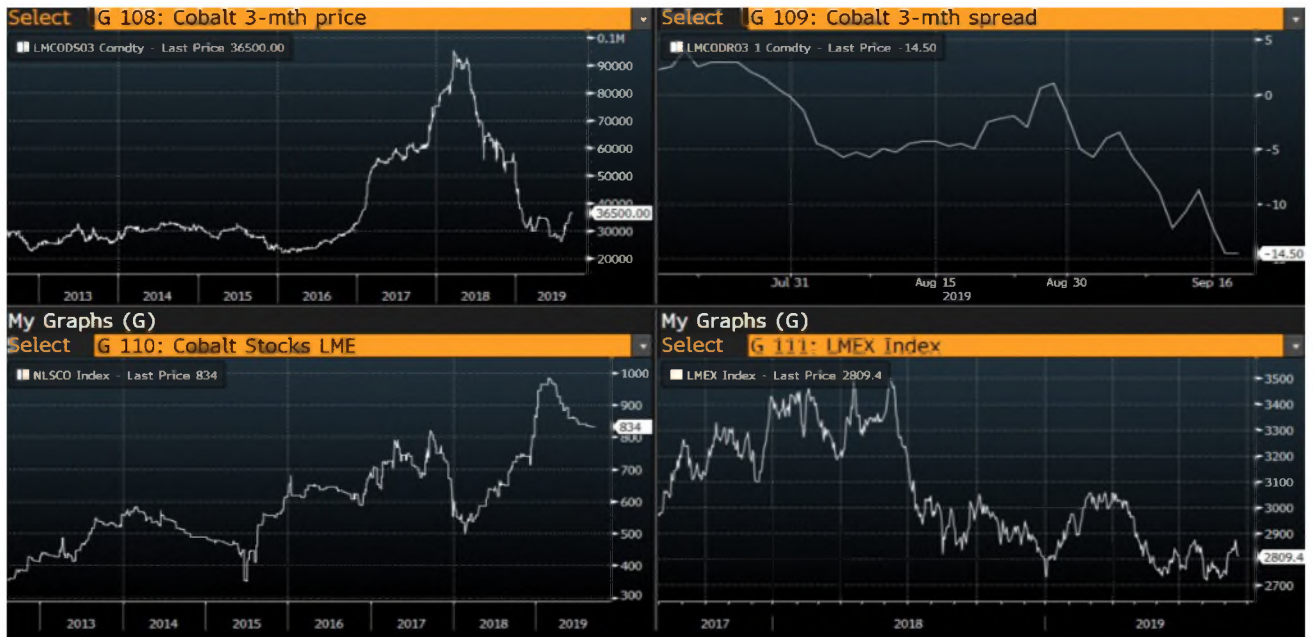 Select G 108: Cobalt 3-mth price
LMCODS03 Comdty - Last Price 36500.00
0.1M
90000
80000
70000
60000
50000
40000
36500.00
30000
20000
2013 2014 2015 2016 2017 2018 2019
Select G 109: Cobalt 3-mth spread
LMCODR03 1 Comdty - Last Price -14.50
5
0
-5
-10
-14.50
Jul 31 Aug 15 Aug 30 Sep 16
2019
My Graphs (G)
Select G 110: Cobalt Stocks LME
NLSCO Index - Last Price 834
1000
900
834
800
700
600
500
400
300
2013 2014 2015 2016 2017 2018 2019
My Graphs (G)
Select G 111: LMEX Index
LMEX Index - Last Price 2809.4
3500
3400
3300
3200
3100
3000
2900
2809.4
2700
2017 2018 2019